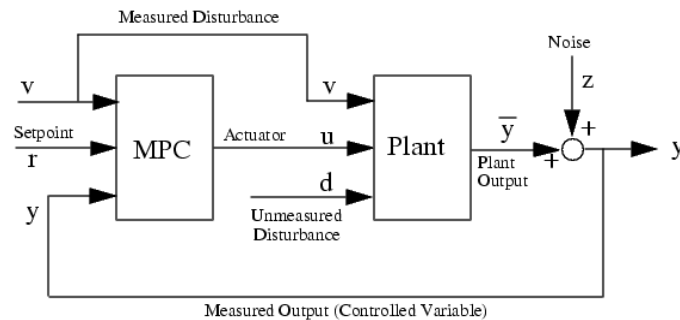 Measured Disturbance
Noise
v
v
z
Setpoint
r
MPC
Actuator
u
Plant
y
+
+
y
Plant
Output
d
y
Unmeasured
Disturbance
Measured Output (Controlled Variable)